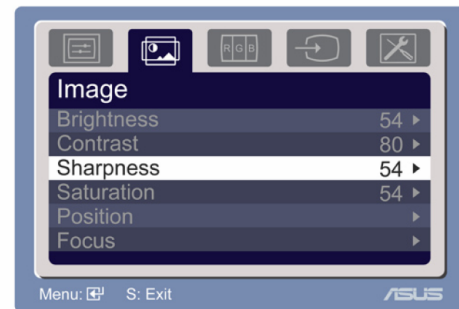 RGB
Image
Brightness 54
Contrast 80
Sharpness 54
Saturation 54
Position
Focus
Menu: S: Exit ASUS